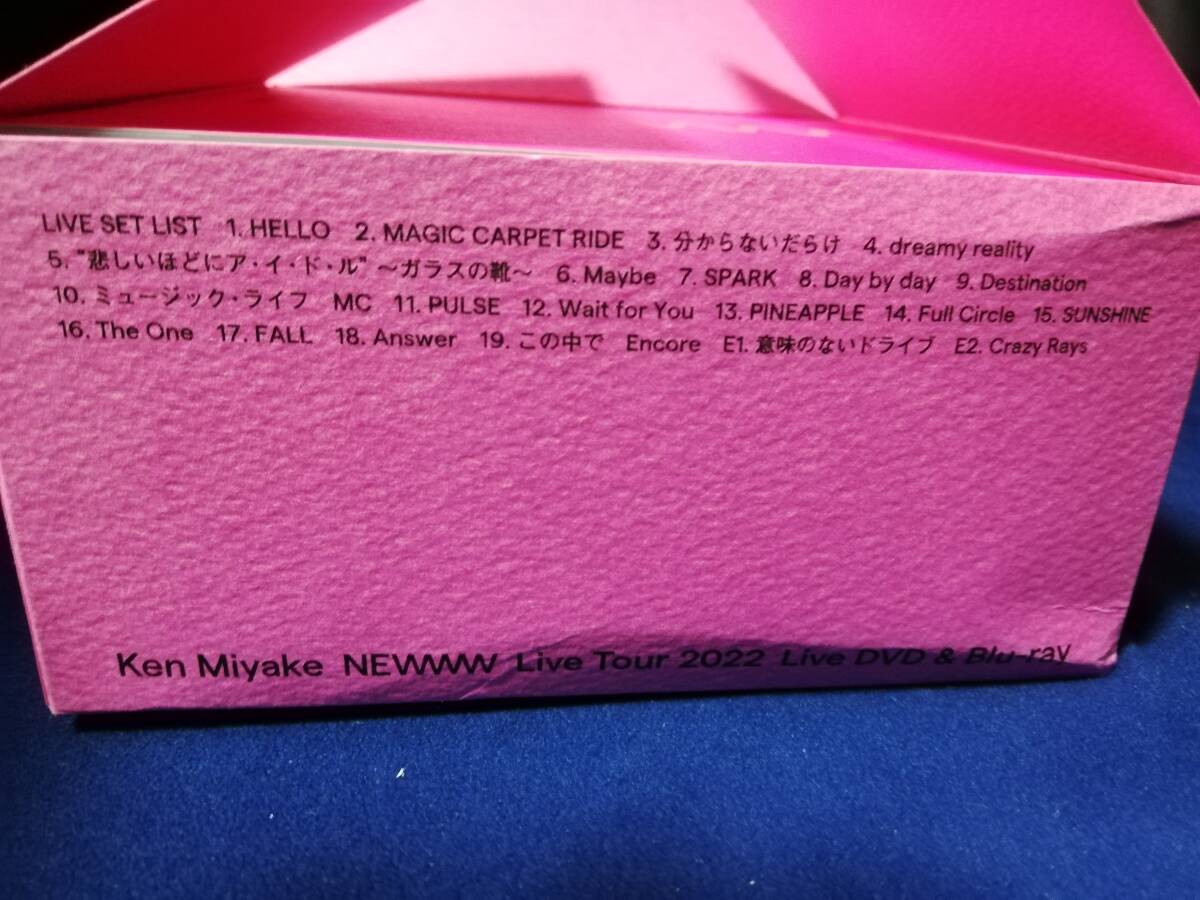 LIVE SET LIST 1. HELLO 2. MAGIC CARPET RIDE 3. 分からないだらけ 4. dreamy reality
5. "悲しいほどにア・イ・ド・ル" ～ガラスの靴～ 6. Maybe 7. SPARK 8. Day by day 9. Destination
10. ミュージック・ライフ MC 11. PULSE 12. Wait for You 13. PINEAPPLE 14. Full Circle 15. SUNSHINE
16. The One 17. FALL 18. Answer 19. この中で Encore E1. 意味のないドライブ E2. Crazy Rays
Ken Miyake NEWWW Live Tour 2022 Live DVD & Blu-ray